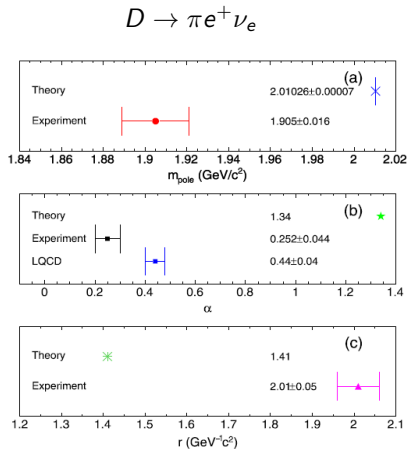 D → πe⁺νₑ
(a)
Theory 2.01026±0.00007
Experiment 1.905±0.016
1.84 1.86 1.88 1.9 1.92 1.94 1.96 1.98 2 2.02
m_pole (GeV/c²)
(b)
Theory 1.34
Experiment 0.252±0.044
LQCD 0.44±0.04
0 0.2 0.4 0.6 0.8 1 1.2 1.4
α
(c)
Theory 1.41
Experiment 2.01±0.05
1.2 1.3 1.4 1.5 1.6 1.7 1.8 1.9 2 2.1
r (GeV⁻¹c²)